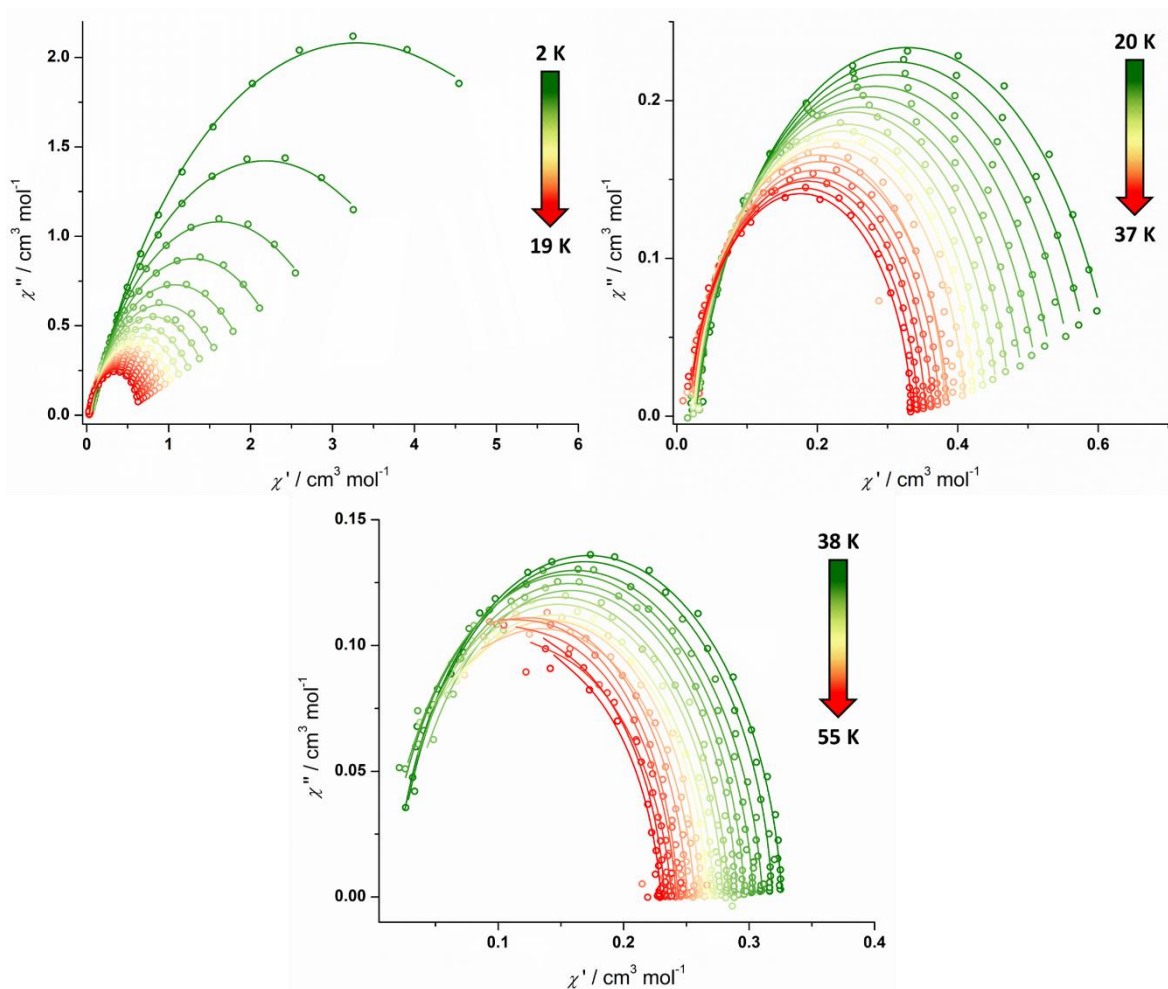 2.0
1.5
1.0
0.5
0.0
0 1 2 3 4 5 6
χ'' / cm³ mol⁻¹
χ' / cm³ mol⁻¹
2 K
19 K
0.2
0.1
0.0
0.0 0.2 0.4 0.6
χ'' / cm³ mol⁻¹
χ' / cm³ mol⁻¹
20 K
37 K
0.15
0.10
0.05
0.00
0.1 0.2 0.3 0.4
χ'' / cm³ mol⁻¹
χ' / cm³ mol⁻¹
38 K
55 K